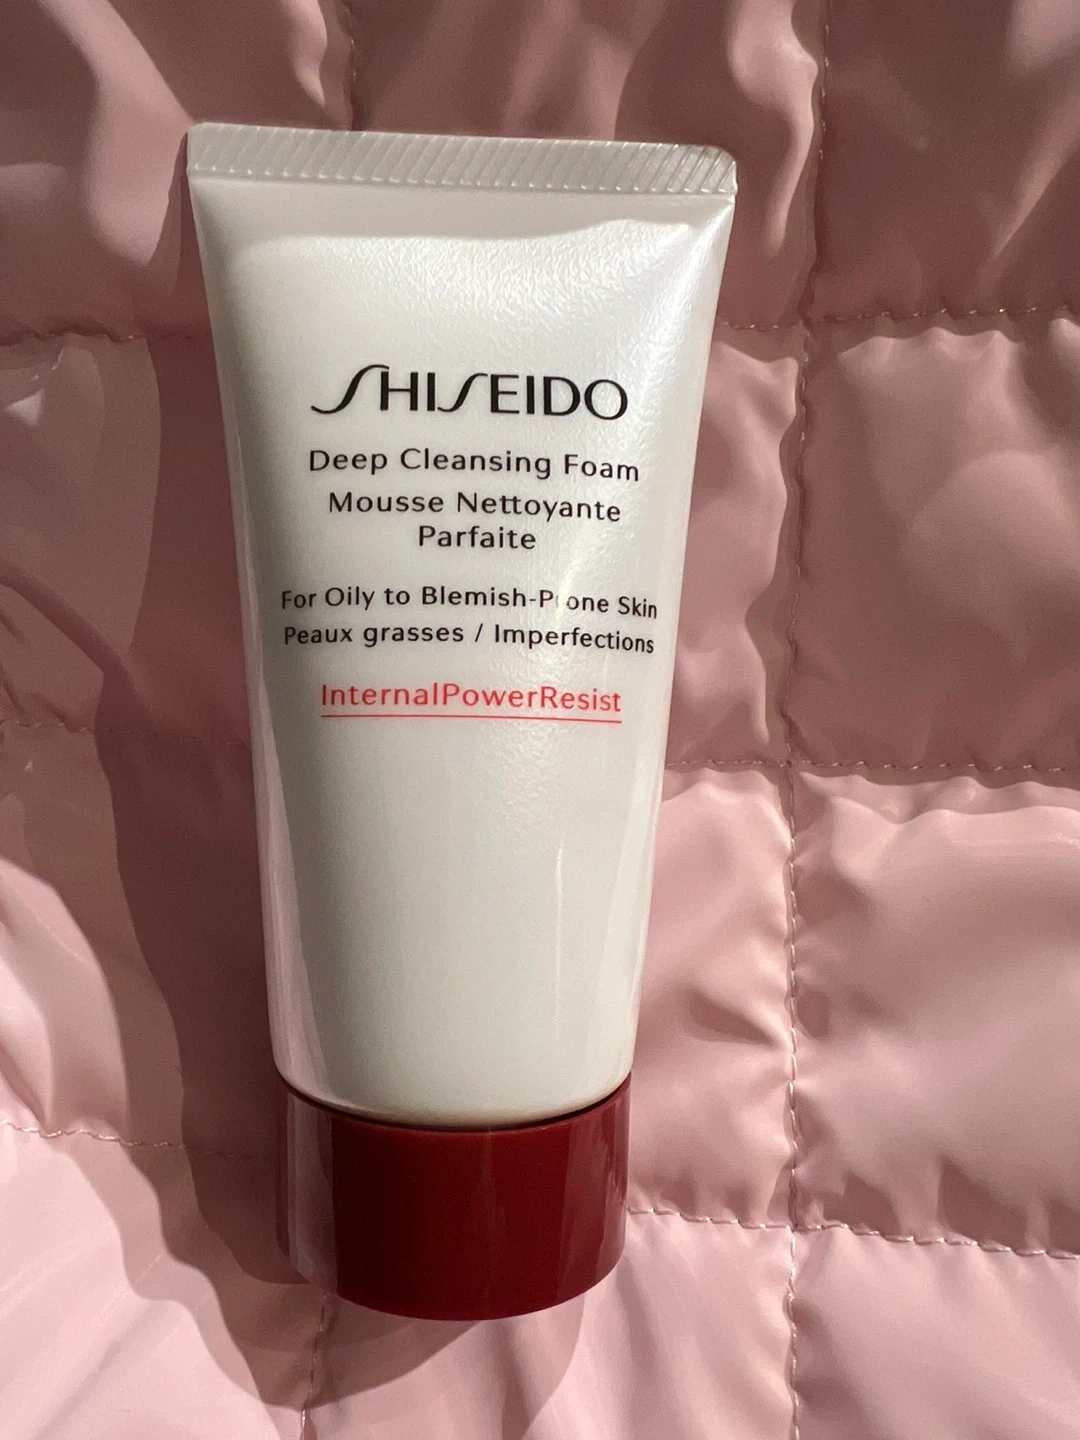 SHISEIDO
Deep Cleansing Foam
Mousse Nettoyante
Parfaite
For Oily to Blemish-Prone Skin
Peaux grasses / Imperfections
InternalPowerResist